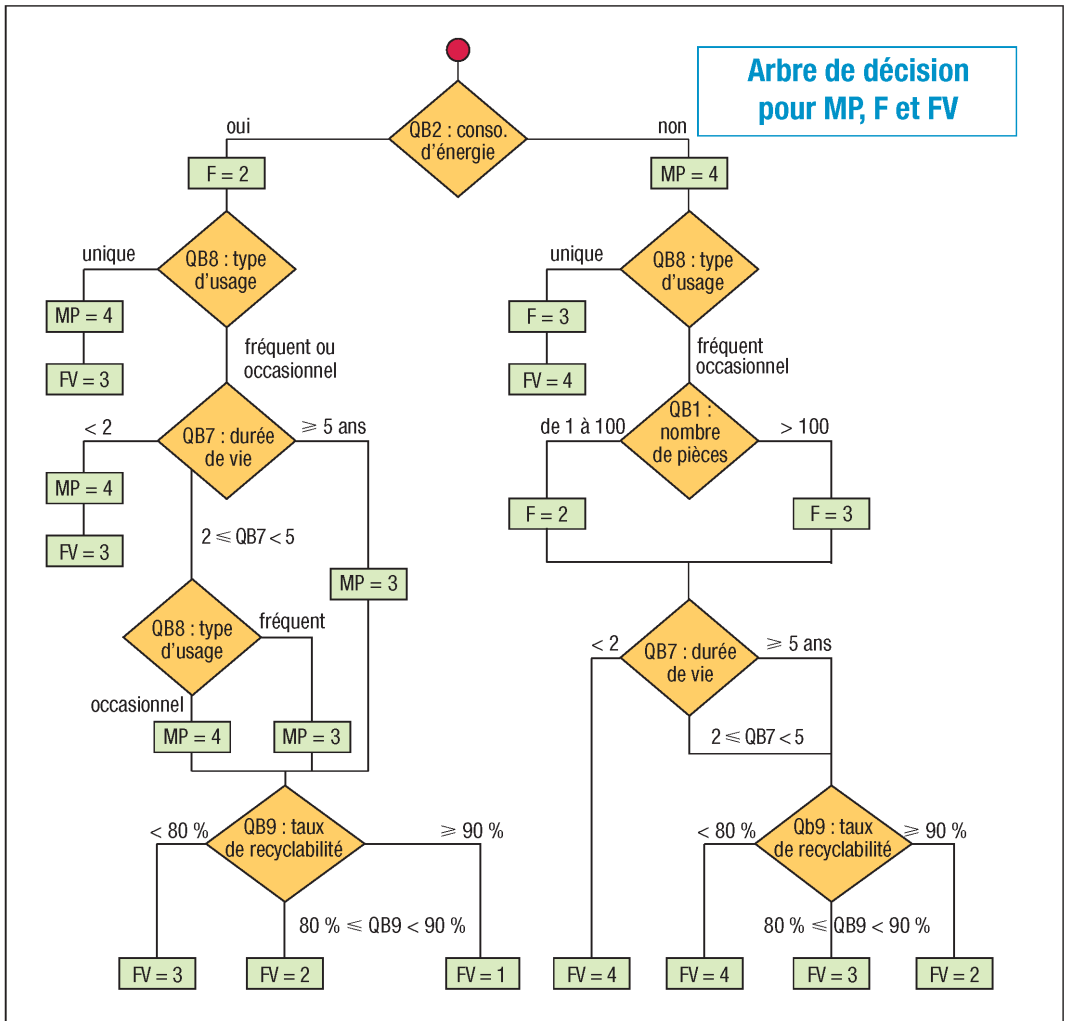 Arbre de décision
pour MP, F et FV
QB2 : conso.
d'énergie
oui
non
F = 2
MP = 4
QB8 : type
d'usage
unique
MP = 4
FV = 3
fréquent ou
occasionnel
QB7 : durée
de vie
< 2
⩾ 5 ans
MP = 4
FV = 3
2 ⩽ QB7 < 5
MP = 3
QB8 : type
d'usage
fréquent
occasionnel
MP = 4
MP = 3
QB9 : taux
de recyclabilité
< 80 %
⩾ 90 %
80 % ⩽ QB9 < 90 %
FV = 3
FV = 2
FV = 1
QB8 : type
d'usage
unique
F = 3
FV = 4
fréquent
occasionnel
QB1 :
nombre
de pièces
de 1 à 100
> 100
F = 2
F = 3
QB7 : durée
de vie
< 2
⩾ 5 ans
2 ⩽ QB7 < 5
Qb9 : taux
de recyclabilité
< 80 %
⩾ 90 %
80 % ⩽ QB9 < 90 %
FV = 4
FV = 4
FV = 3
FV = 2